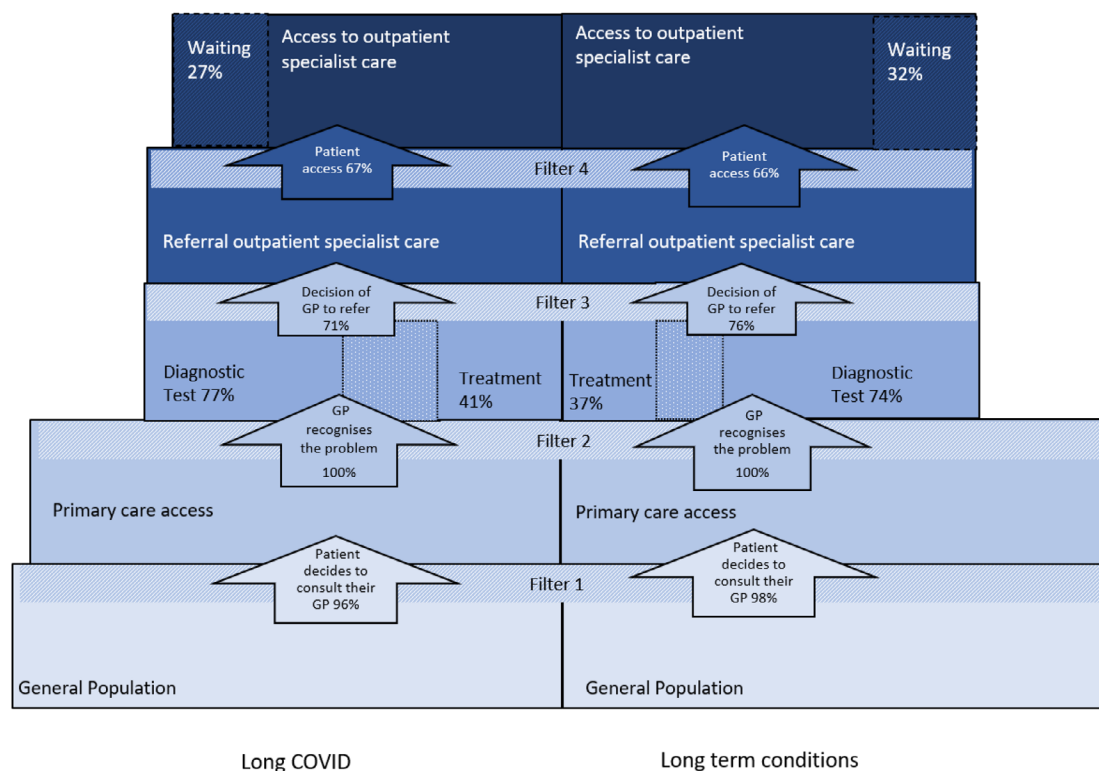 Waiting
27%
Access to outpatient
specialist care
Access to outpatient
specialist care
Waiting
32%
Patient
access 67%
Filter 4
Patient
access 66%
Referral outpatient specialist care
Referral outpatient specialist care
Decision of
GP to refer
71%
Filter 3
Decision of
GP to refer
76%
Diagnostic
Test 77%
Treatment
41%
Treatment
37%
Diagnostic
Test 74%
GP
recognises
the problem
100%
Filter 2
GP
recognises
the problem
100%
Primary care access
Primary care access
Patient
decides to
consult their
GP 96%
Filter 1
Patient
decides to
consult their
GP 98%
General Population
General Population
Long COVID
Long term conditions